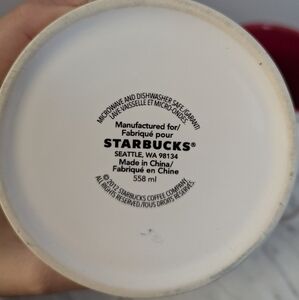 MICROWAVE AND DISHWASHER SAFE/GARANTI
LAVE-VAISSELLE ET MICRO-ONDES
Manufactured for/
Fabriqué pour
STARBUCKS®
SEATTLE, WA 98134
Made in China/
Fabriqué en Chine
558 ml
©2012 STARBUCKS COFFEE COMPANY.
ALL RIGHTS RESERVED./TOUS DROITS RÉSERVÉS.